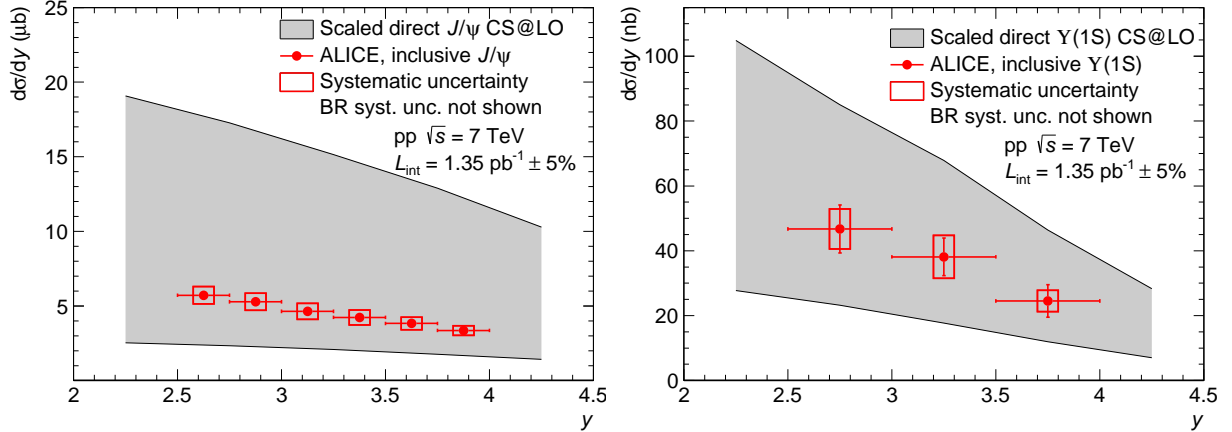 dσ/dy (μb)
25
20
15
10
5
2
2.5
3
3.5
4
4.5
y
Scaled direct J/ψ CS@LO
ALICE, inclusive J/ψ
Systematic uncertainty
BR syst. unc. not shown
pp √s = 7 TeV
Lint = 1.35 pb-1 ± 5%
dσ/dy (nb)
100
80
60
40
20
0
2
2.5
3
3.5
4
4.5
y
Scaled direct ϒ(1S) CS@LO
ALICE, inclusive ϒ(1S)
Systematic uncertainty
BR syst. unc. not shown
pp √s = 7 TeV
Lint = 1.35 pb-1 ± 5%